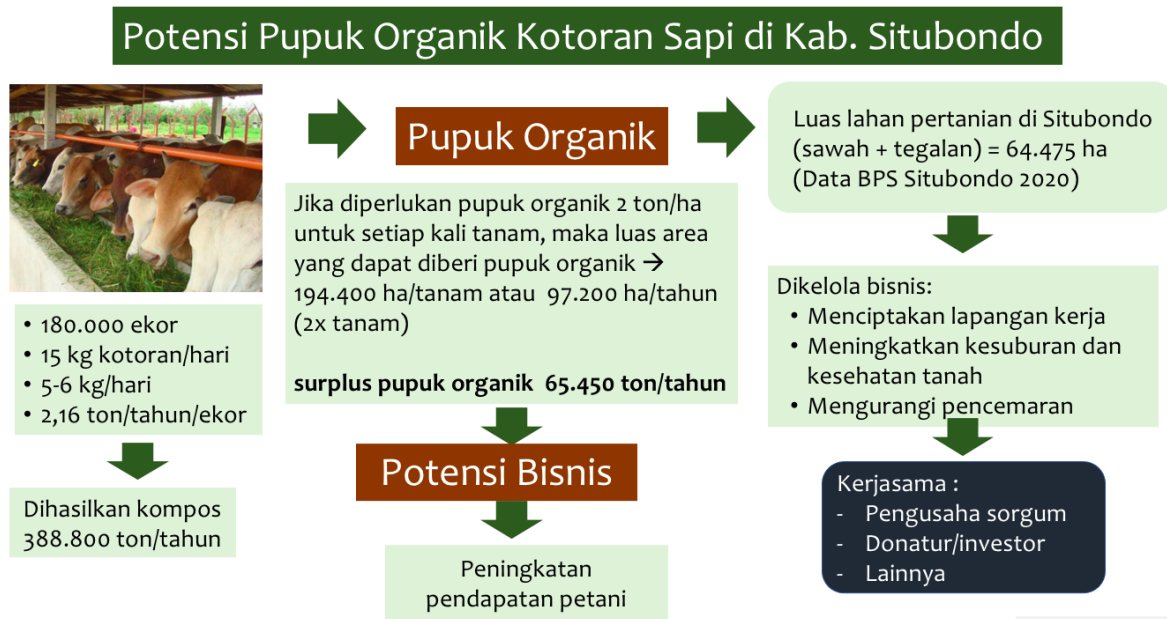 Potensi Pupuk Organik Kotoran Sapi di Kab. Situbondo
• 180.000 ekor
• 15 kg kotoran/hari
• 5-6 kg/hari
• 2,16 ton/tahun/ekor
Dihasilkan kompos
388.800 ton/tahun
Pupuk Organik
Jika diperlukan pupuk organik 2 ton/ha
untuk setiap kali tanam, maka luas area
yang dapat diberi pupuk organik →
194.400 ha/tanam atau 97.200 ha/tahun
(2x tanam)
surplus pupuk organik 65.450 ton/tahun
Potensi Bisnis
Peningkatan
pendapatan petani
Luas lahan pertanian di Situbondo
(sawah + tegalan) = 64.475 ha
(Data BPS Situbondo 2020)
Dikelola bisnis:
• Menciptakan lapangan kerja
• Meningkatkan kesuburan dan
kesehatan tanah
• Mengurangi pencemaran
Kerjasama :
- Pengusaha sorgum
- Donatur/investor
- Lainnya